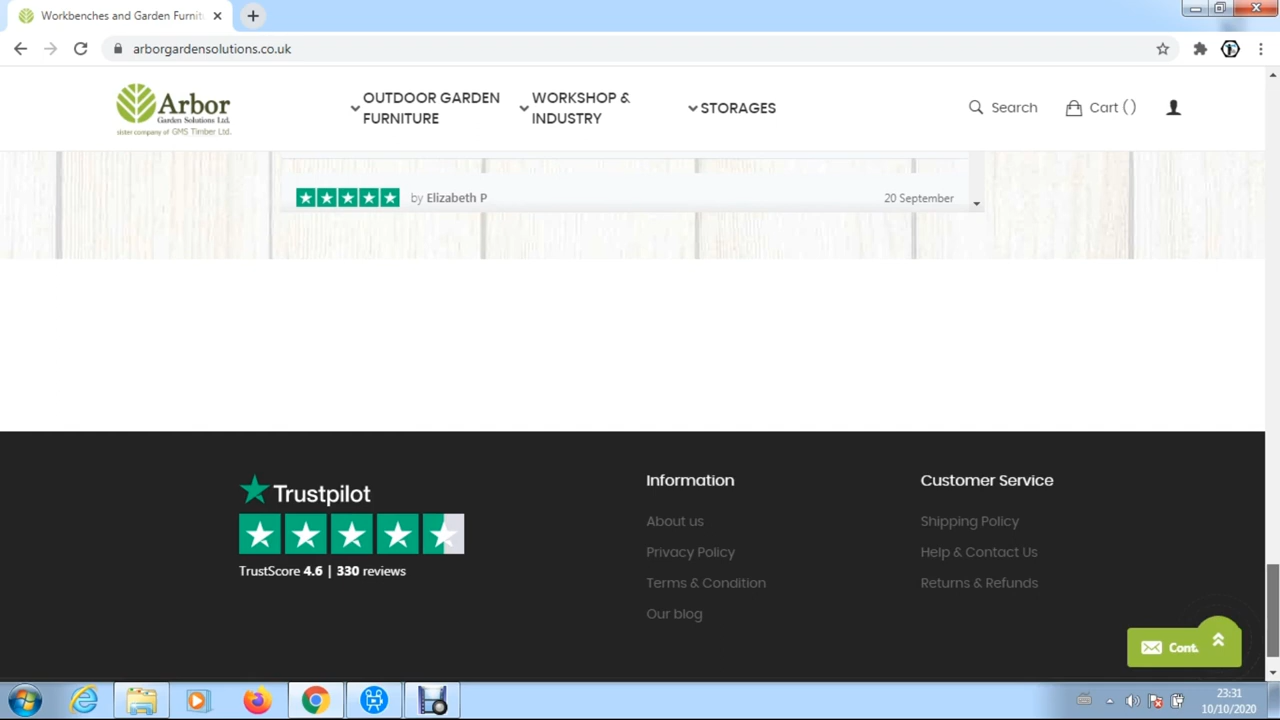 Workbenches and Garden Furnit
arborgardensolutions.co.uk
Arbor
Garden Solutions Ltd.
sister company of GMS Timber Ltd.
OUTDOOR GARDEN
FURNITURE
WORKSHOP &
INDUSTRY
STORAGES
Search
Cart ( )
by Elizabeth P
20 September
Trustpilot
TrustScore 4.6 | 330 reviews
Information
About us
Privacy Policy
Terms & Condition
Our blog
Customer Service
Shipping Policy
Help & Contact Us
Returns & Refunds
Cont.
23:31
10/10/2020